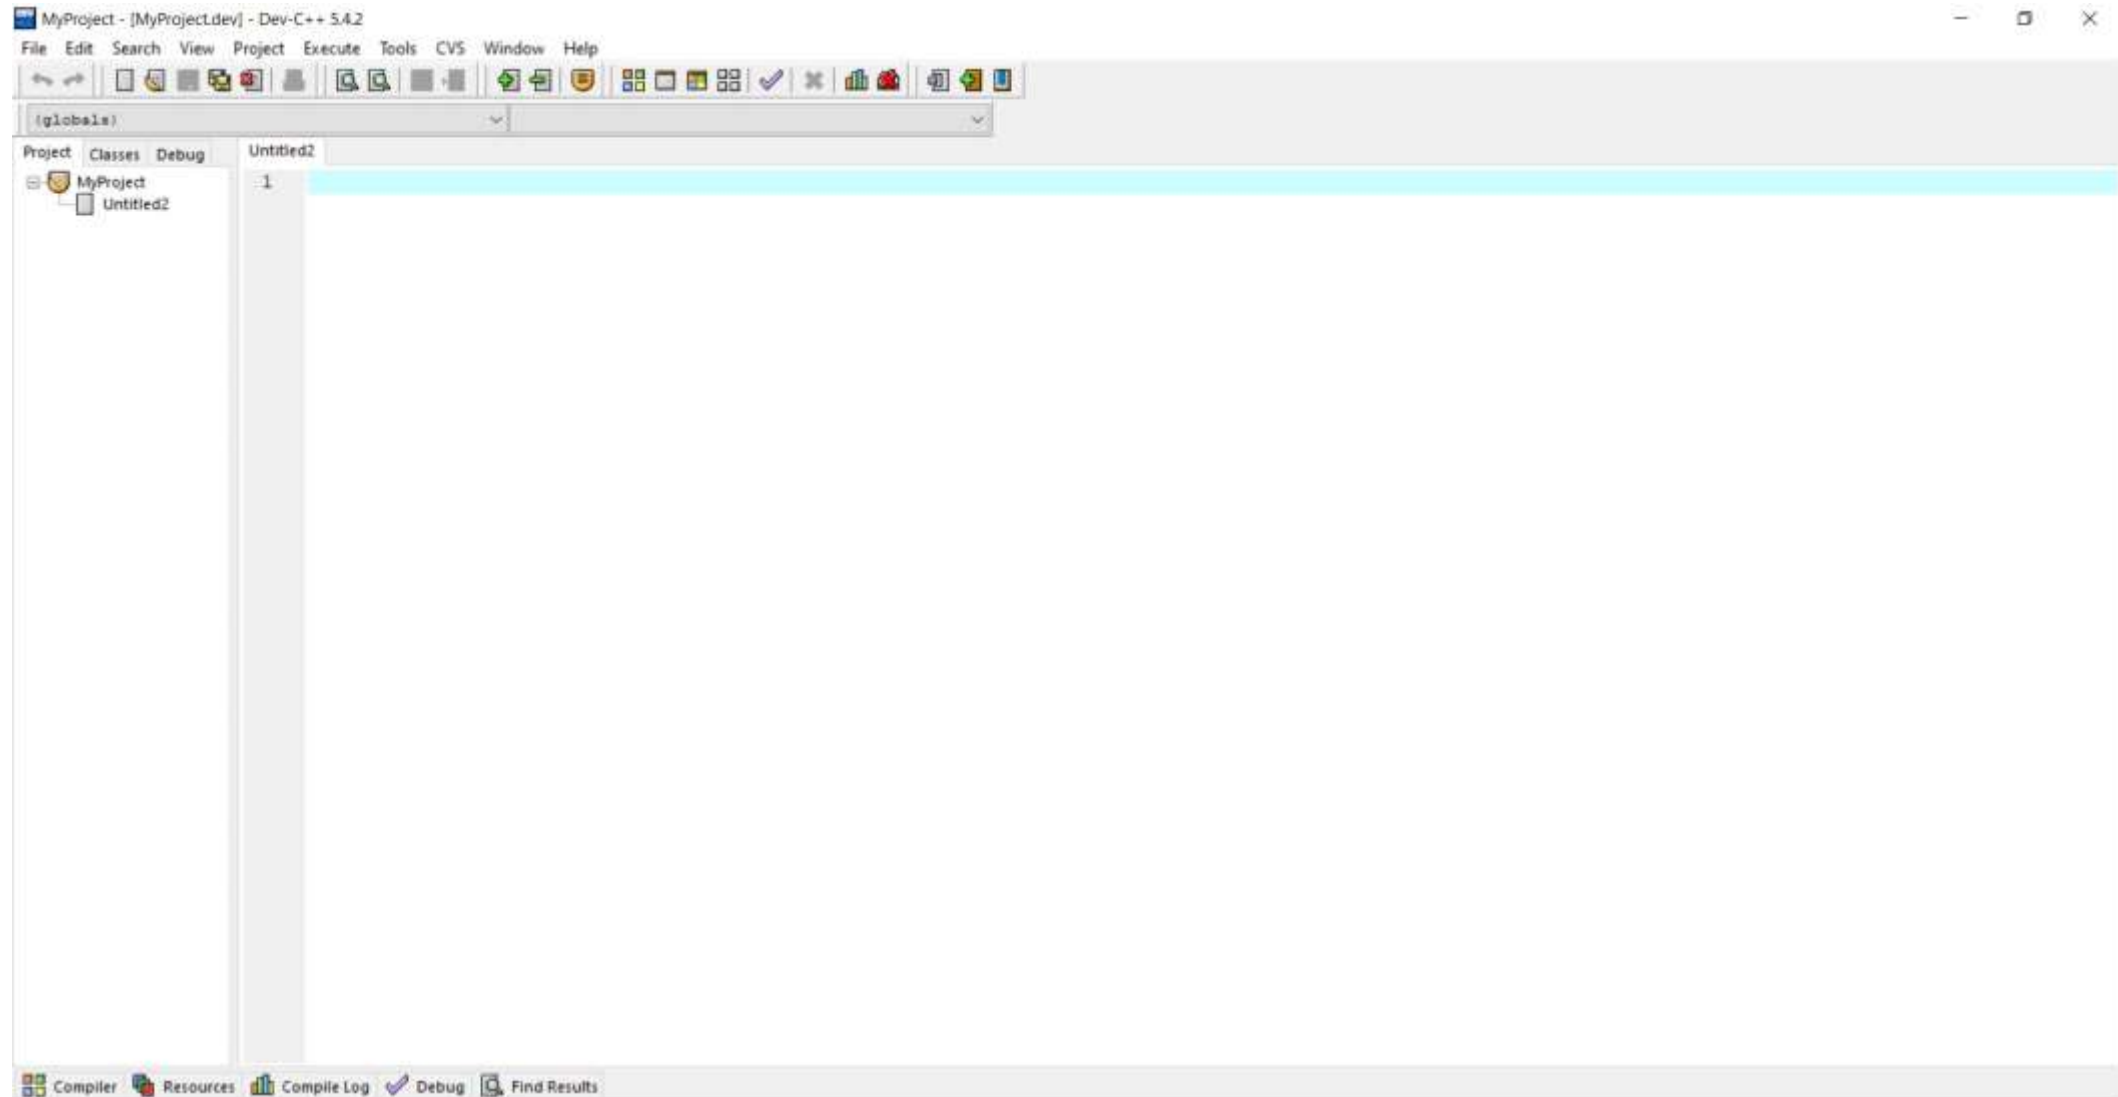 MyProject - [MyProject.dev] - Dev-C++ 5.4.2
File Edit Search View Project Execute Tools CVS Window Help
(globals)
Project Classes Debug Untitled2
MyProject 1
Untitled2
Compiler Resources Compile Log Debug Find Results